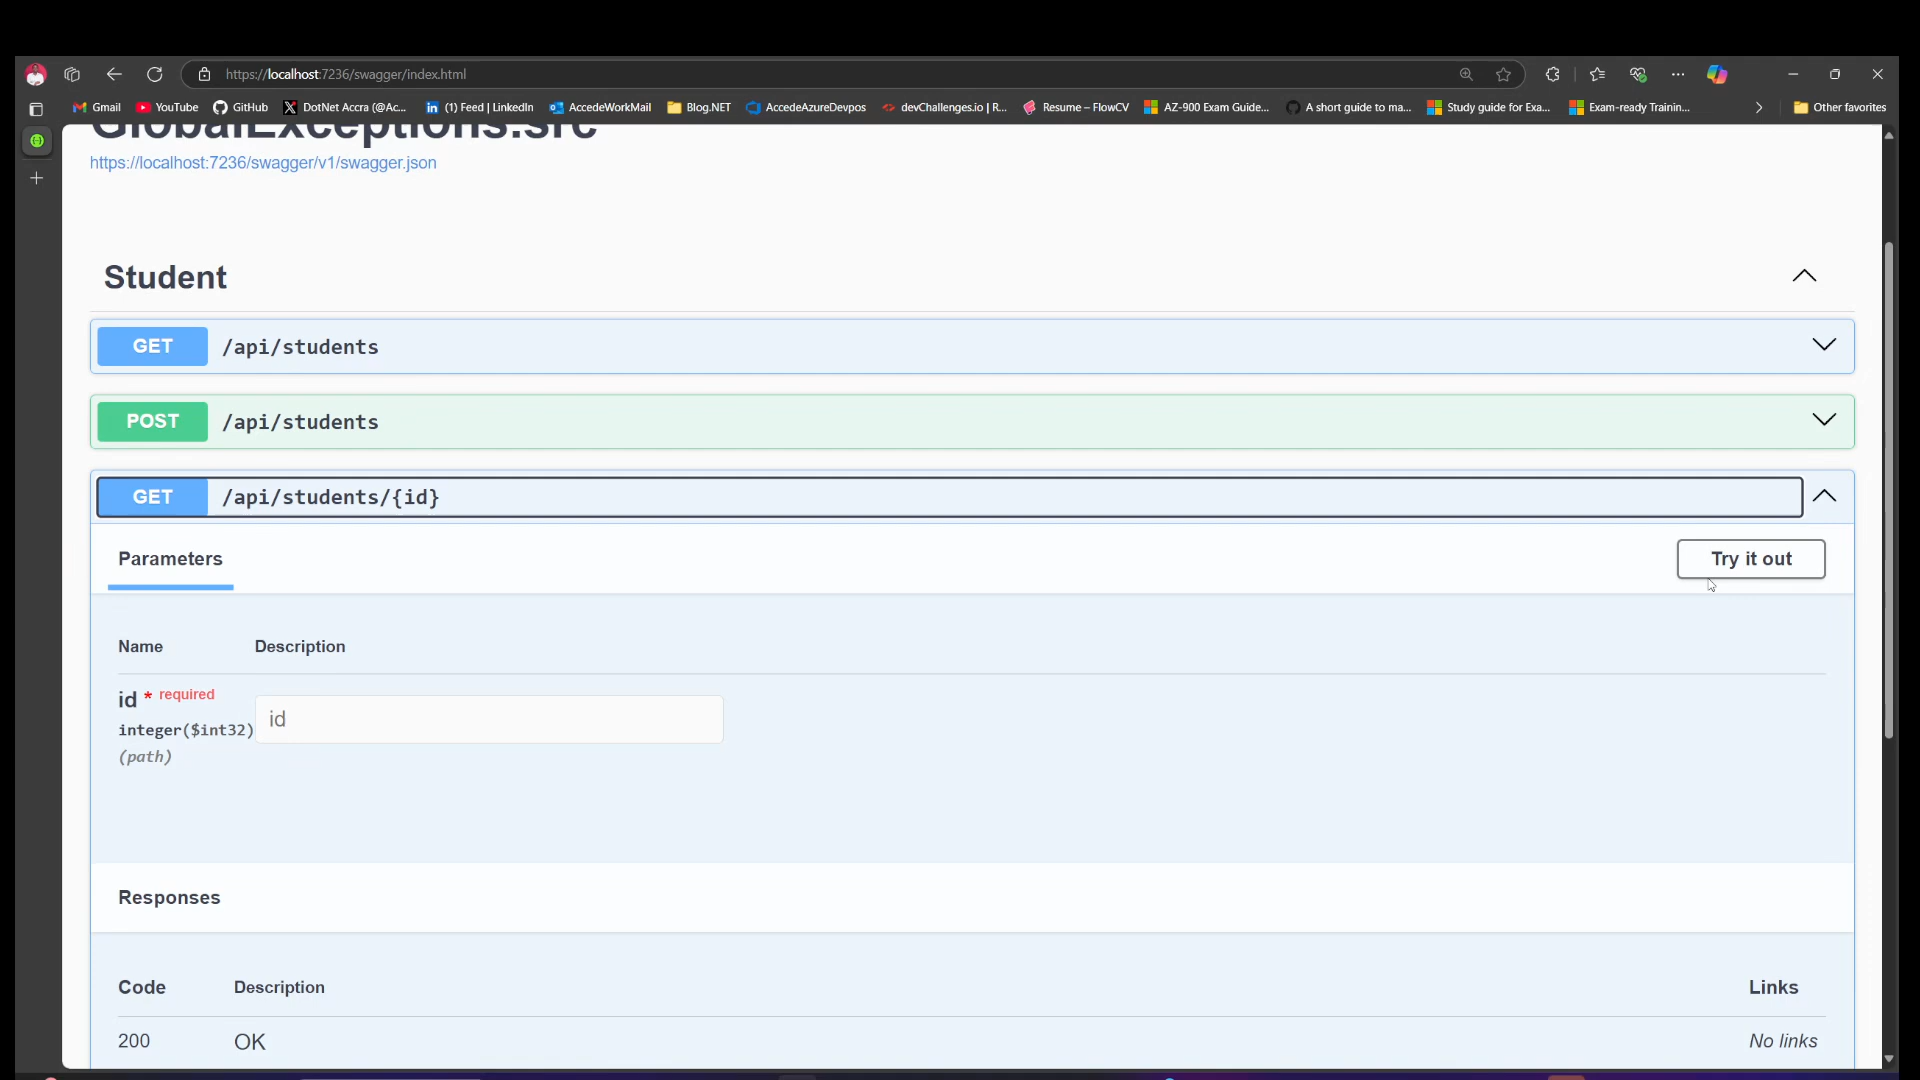 https://localhost:7236/swagger/index.html
Gmail
YouTube
GitHub
DotNet Accra (@Ac...
(1) Feed | LinkedIn
AccedeWorkMail
Blog.NET
AccedeAzureDevpos
devChallenges.io | R...
Resume – FlowCV
AZ-900 Exam Guide...
A short guide to ma...
Study guide for Exa...
Exam-ready Trainin...
Other favorites
GlobalExceptions.src
https://localhost:7236/swagger/v1/swagger.json
Student
GET /api/students
POST /api/students
GET /api/students/{id}
Parameters
Try it out
Name Description
id * required
integer($int32)
(path)
id
Responses
Code Description Links
200 OK No links